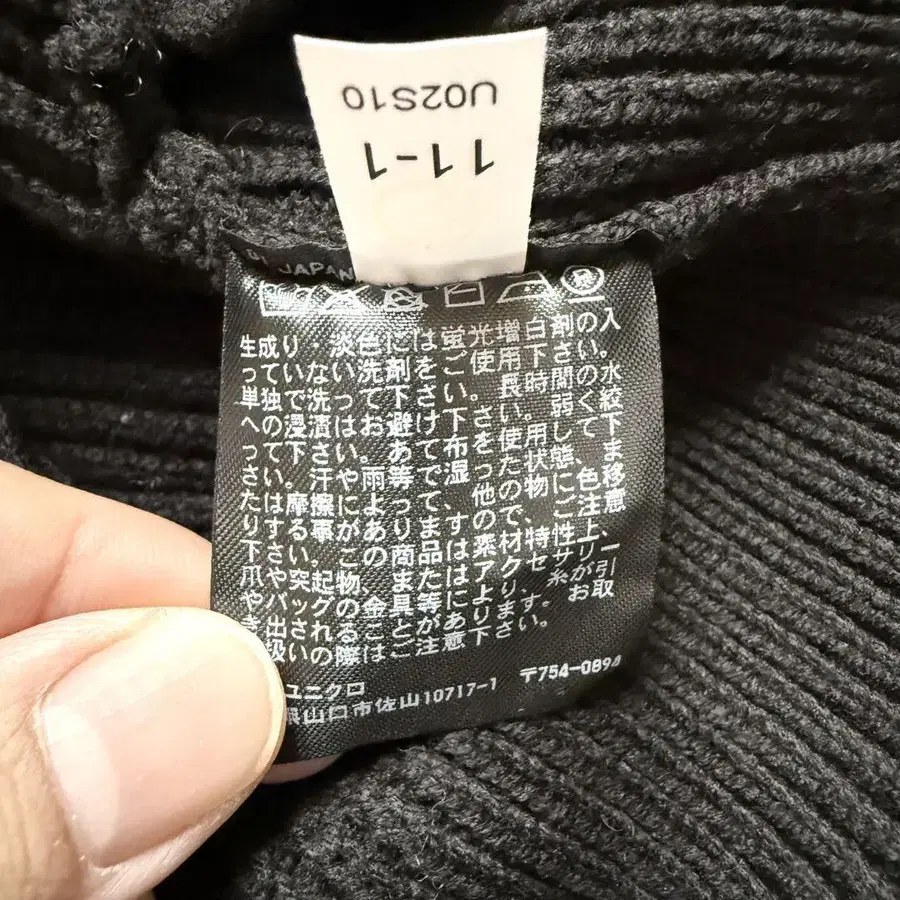 11-1
U02S10
JAPAN
生成り・淡色には蛍光増白剤の入
っていない洗剤をご使用下さい。
単独で洗って下さい。長時間の水
への浸漬はお避け下さい。弱く絞
って下さい。あて布を使用して下
さい。汗や雨等で湿った状態、ま
たは摩擦によって、他の物に色移
りする事がありますので、ご注意
下さい。この商品は素材の特性上、
爪や突起物、またはアクセサリー
やバッグの金具等により、糸が引
き出されることがあります。お取
扱いの際はご注意下さい。
ユニクロ
県山口市佐山10717-1 〒754-0894